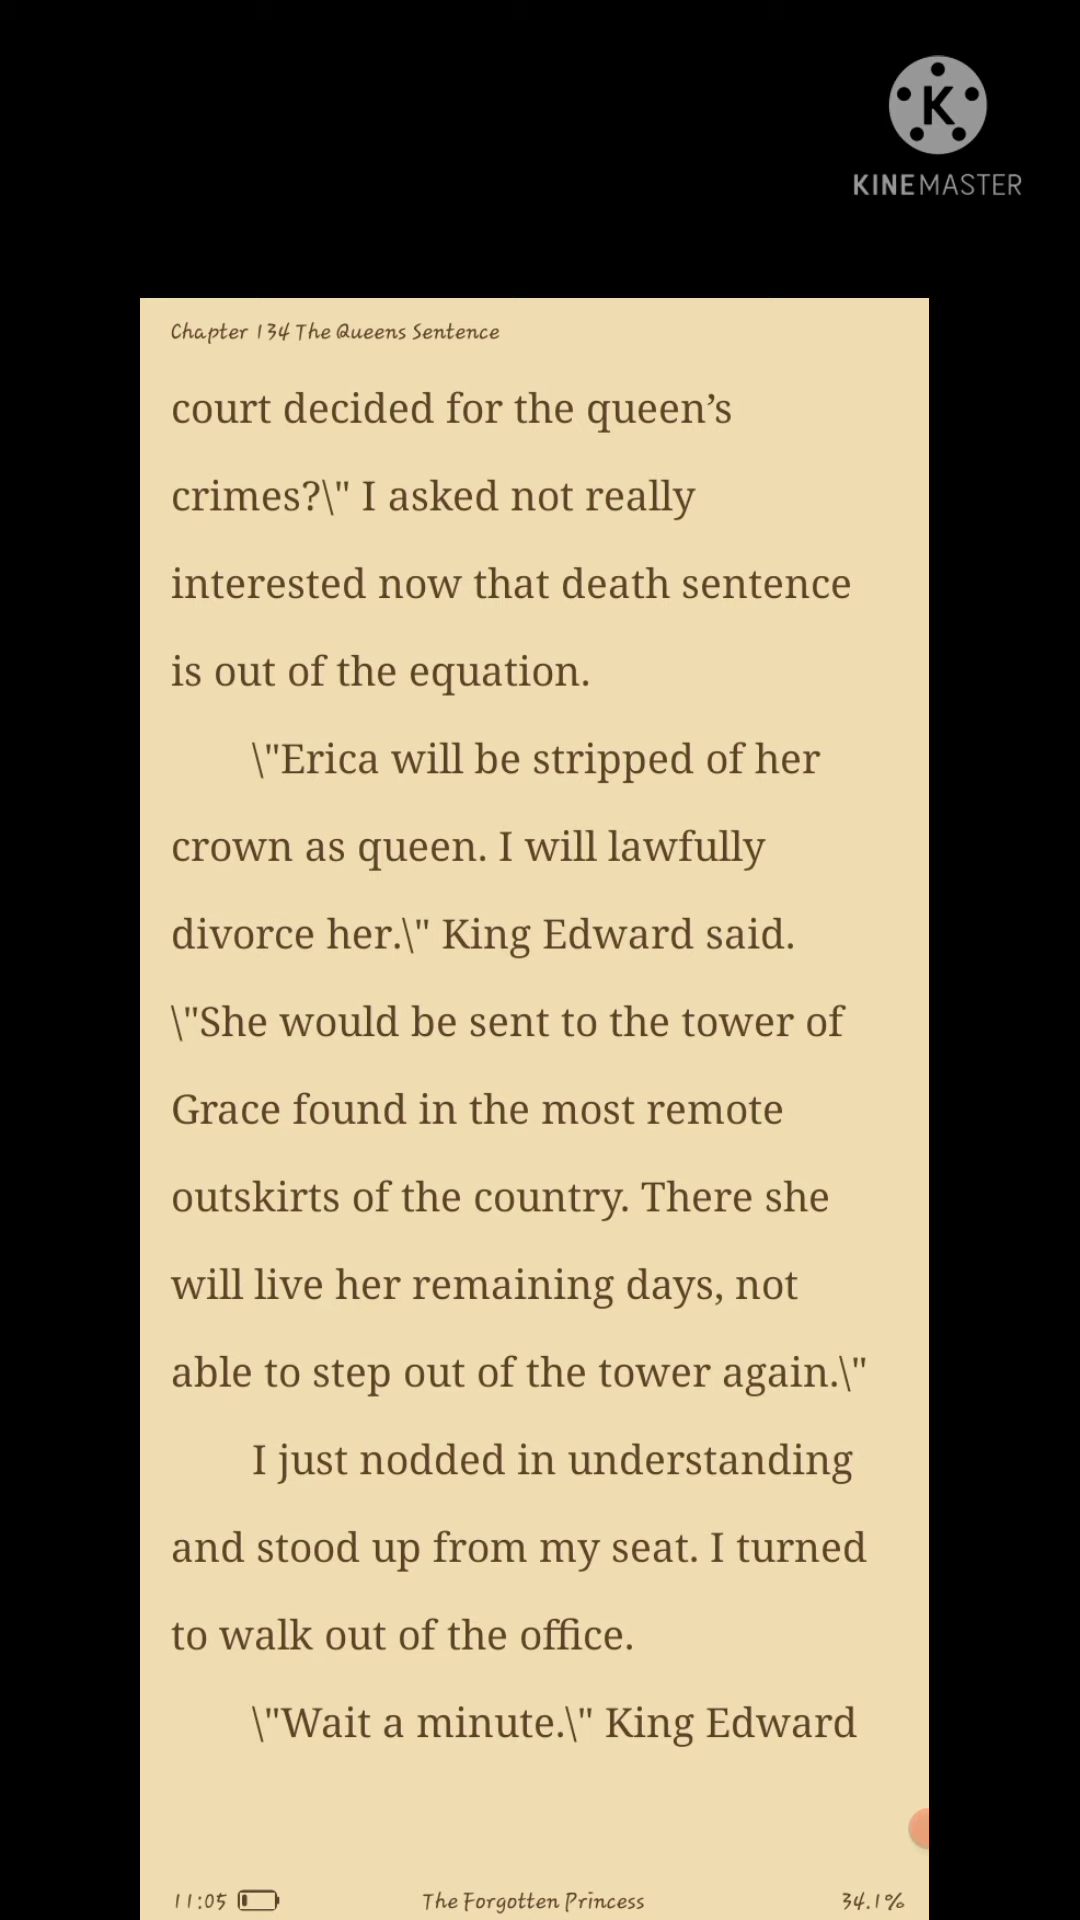 K
KINEMASTER
Chapter 134 The Queens Sentence
court decided for the queen’s
crimes?\" I asked not really
interested now that death sentence
is out of the equation.
\"Erica will be stripped of her
crown as queen. I will lawfully
divorce her.\" King Edward said.
\"She would be sent to the tower of
Grace found in the most remote
outskirts of the country. There she
will live her remaining days, not
able to step out of the tower again.\"
I just nodded in understanding
and stood up from my seat. I turned
to walk out of the office.
\"Wait a minute.\" King Edward
11:05 The Forgotten Princess 34.1%